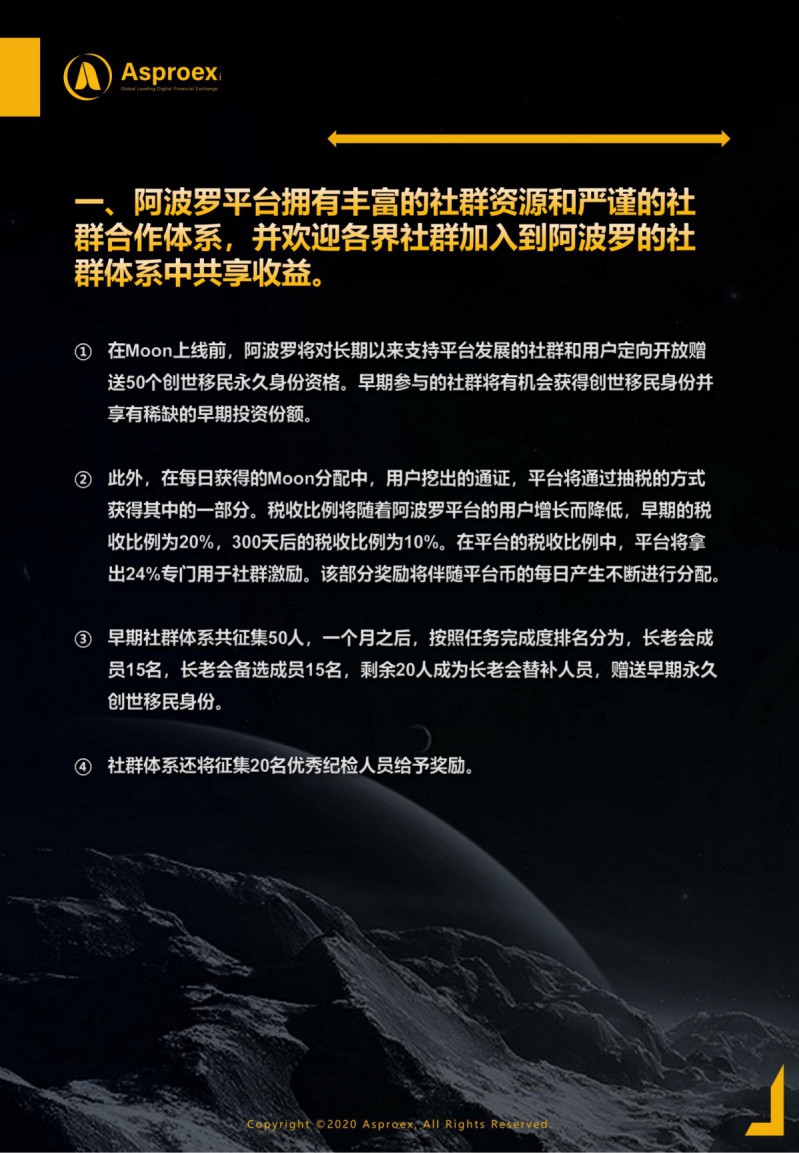 Asproex
Global Leading Digital Financial Exchange
一、阿波罗平台拥有丰富的社群资源和严谨的社
群合作体系，并欢迎各界社群加入到阿波罗的社
群体系中共享收益。
① 在Moon上线前，阿波罗将对长期以来支持平台发展的社群和用户定向开放赠
送50个创世移民永久身份资格。早期参与的社群将有机会获得创世移民身份并
享有稀缺的早期投资份额。
② 此外，在每日获得的Moon分配中，用户挖出的通证，平台将通过抽税的方式
获得其中的一部分。税收比例将随着阿波罗平台的用户增长而降低，早期的税
收比例为20%，300天后的税收比例为10%。在平台的税收比例中，平台将拿
出24%专门用于社群激励。该部分奖励将伴随平台币的每日产生不断进行分配。
③ 早期社群体系共征集50人，一个月之后，按照任务完成度排名分为，长老会成
员15名，长老会备选成员15名，剩余20人成为长老会替补人员，赠送早期永久
创世移民身份。
④ 社群体系还将征集20名优秀纪检人员给予奖励。
Copyright ©2020 Asproex, All Rights Reserved.